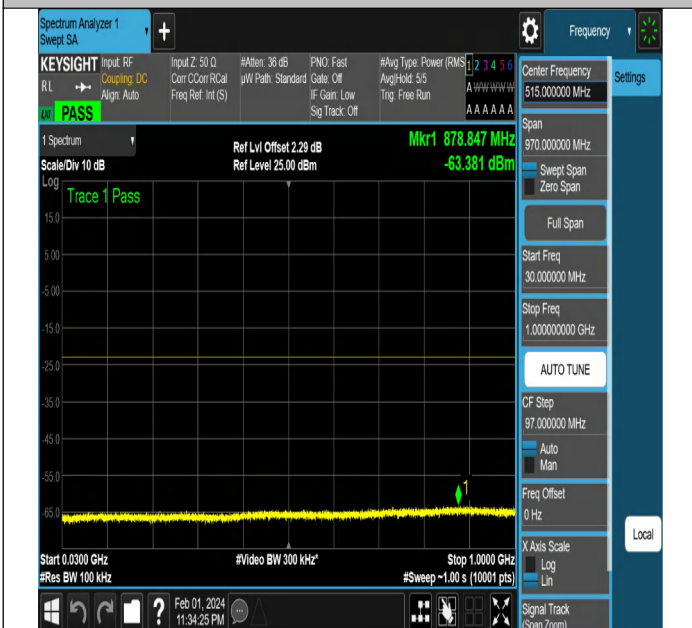 Spectrum Analyzer 1
Swept SA
+
Frequency
KEYSIGHT
RL
LXI
PASS
Input: RF
Coupling: DC
Align: Auto
Input Z: 50 Ω
Corr CCorr RCal
Freq Ref: Int (S)
#Atten: 36 dB
µW Path: Standard
PNO: Fast
Gate: Off
IF Gain: Low
Sig Track: Off
#Avg Type: Power (RMS
Avg|Hold: 5/5
Trig: Free Run
1 2 3 4 5 6
A W W W W W
A A A A A A
1 Spectrum
Scale/Div 10 dB
Ref Lvl Offset 2.29 dB
Ref Level 25.00 dBm
Mkr1 878.847 MHz
-63.381 dBm
Log
Trace 1 Pass
15.0
5.00
-5.00
-15.0
-25.0
-35.0
-45.0
-55.0
-65.0
1
Start 0.0300 GHz
#Res BW 100 kHz
#Video BW 300 kHz*
Stop 1.0000 GHz
#Sweep ~1.00 s (10001 pts)
?
Feb 01, 2024
11:34:25 PM
Center Frequency
515.000000 MHz
Settings
Span
970.000000 MHz
Swept Span
Zero Span
Full Span
Start Freq
30.000000 MHz
Stop Freq
1.000000000 GHz
AUTO TUNE
CF Step
97.000000 MHz
Auto
Man
Freq Offset
0 Hz
Local
X Axis Scale
Log
Lin
Signal Track
(Span Zoom)